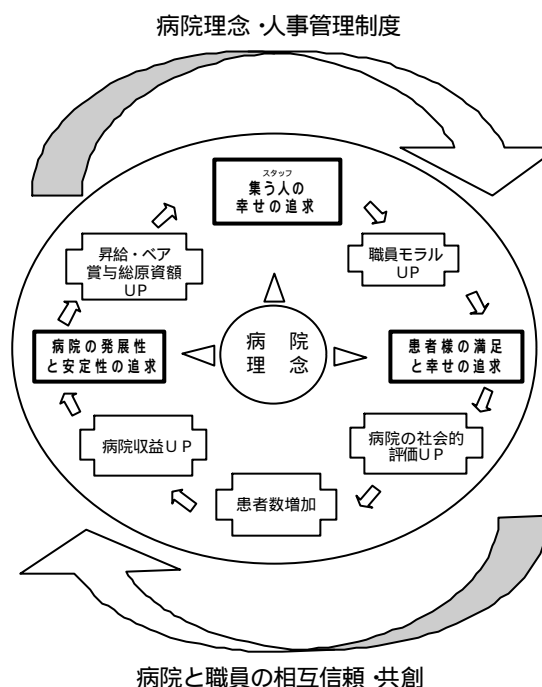 病院理念・人事管理制度
スタッフ
集う人の
幸せの追求
昇給・ベア
賞与総原資額
UP
職員モラル
UP
病院の発展性
と安定性の追求
病院
理念
患者様の満足
と幸せの追求
病院収益UP
病院の社会的
評価UP
患者数増加
病院と職員の相互信頼・共創